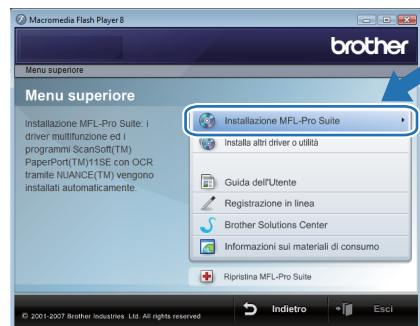 Macromedia Flash Player 8
brother
Menu superiore
Menu superiore
Installazione MFL-Pro Suite: i
driver multifunzione ed i
programmi ScanSoft(TM)
PaperPort(TM)11SE con OCR
tramite NUANCE(TM) vengono
installati automaticamente.
Installazione MFL-Pro Suite
Installa altri driver o utilità
Guida dell'Utente
Registrazione in linea
Brother Solutions Center
Informazioni sui materiali di consumo
Ripristina MFL-Pro Suite
© 2001-2007 Brother Industries Ltd. All rights reserved
Indietro
Esci